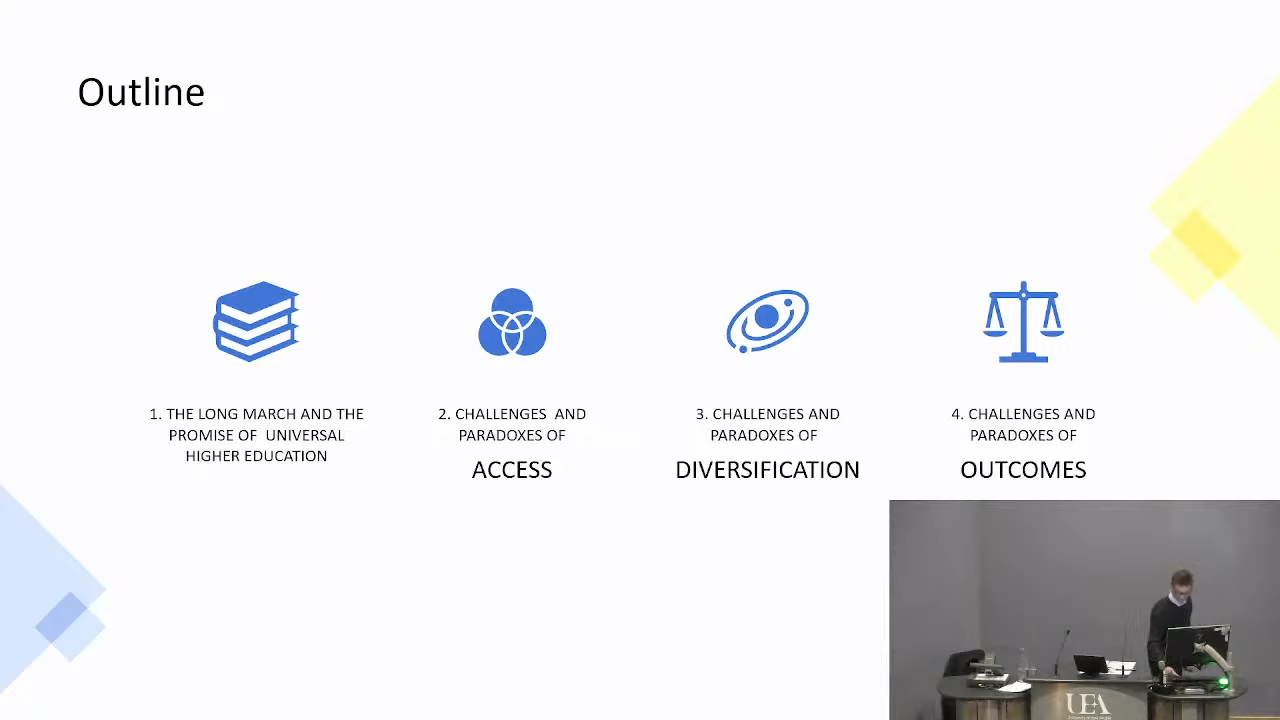 Outline
1. THE LONG MARCH AND THE
PROMISE OF UNIVERSAL
HIGHER EDUCATION
2. CHALLENGES AND
PARADOXES OF
ACCESS
3. CHALLENGES AND
PARADOXES OF
DIVERSIFICATION
4. CHALLENGES AND
PARADOXES OF
OUTCOMES
UEA